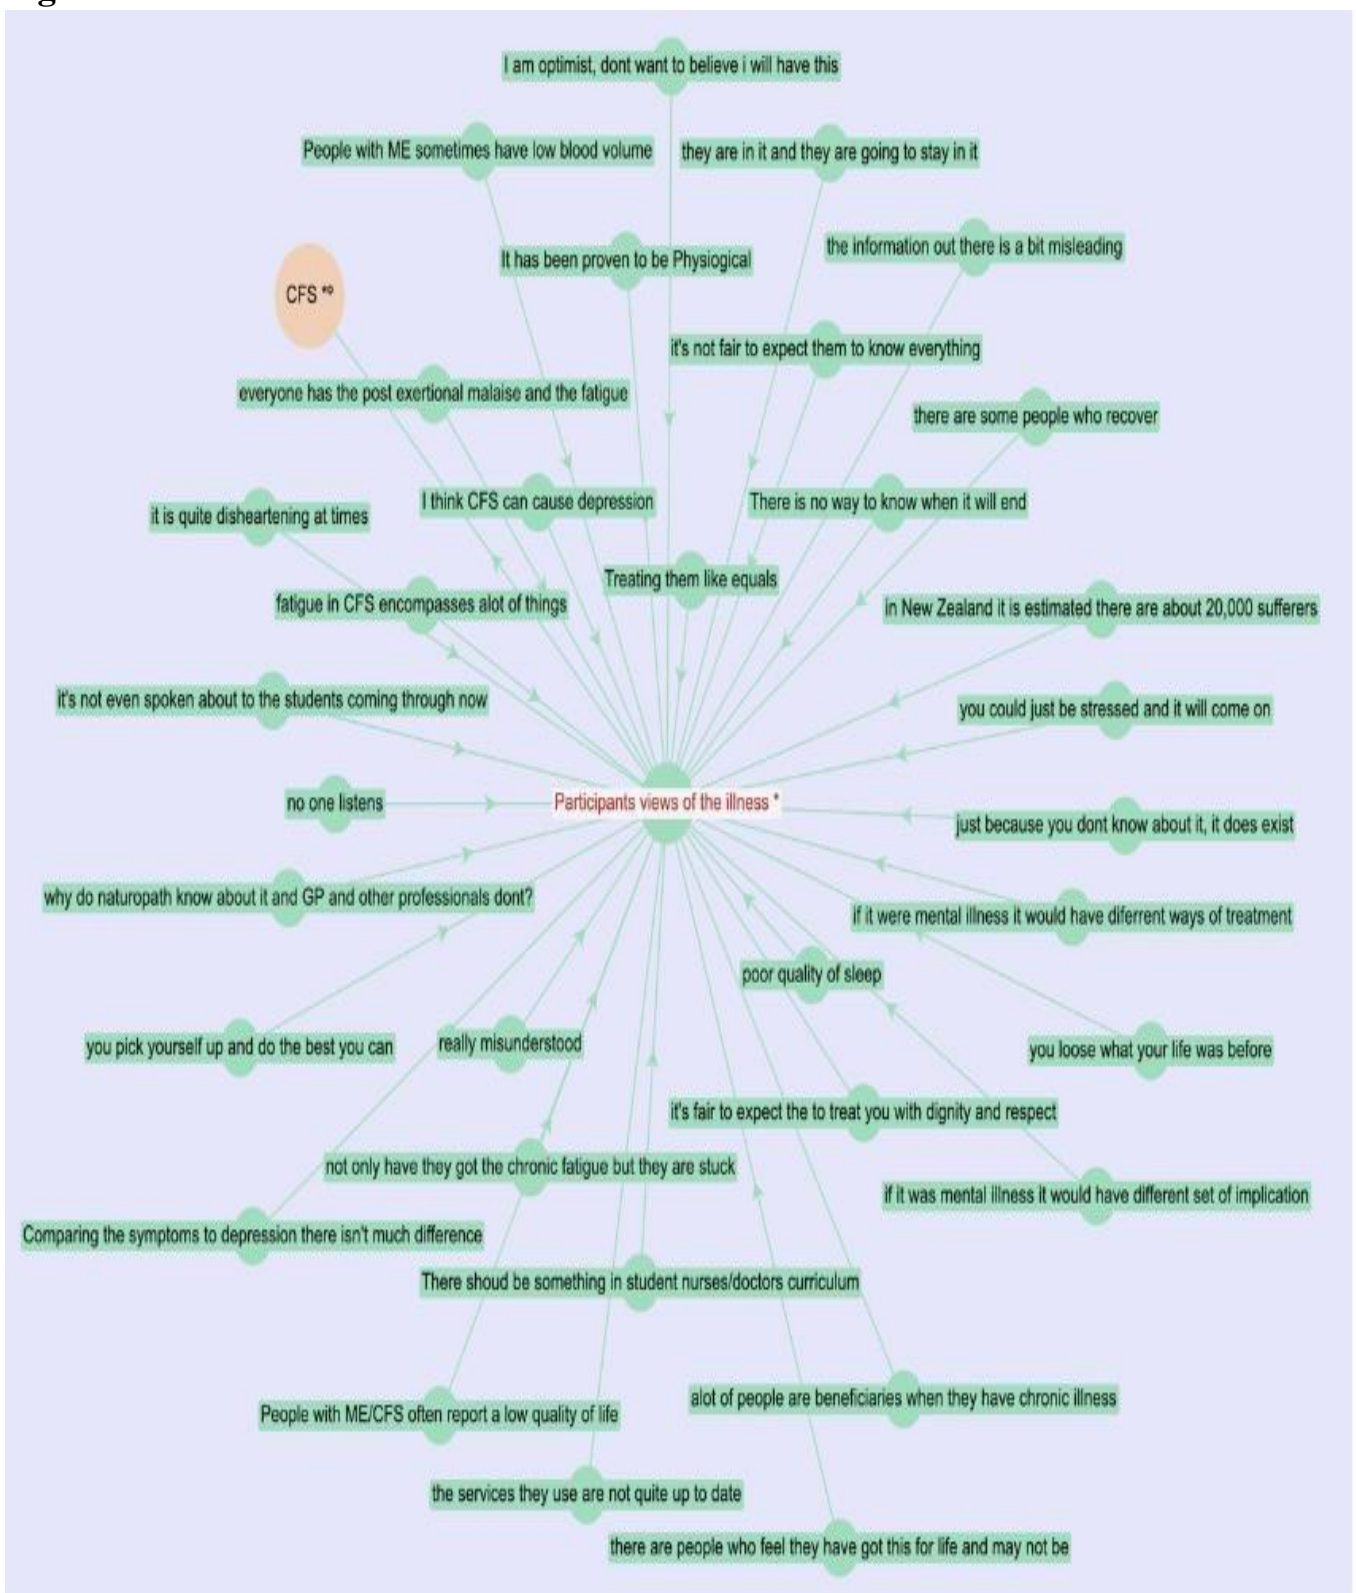 I am optimist, dont want to believe i will have this
People with ME sometimes have low blood volume
they are in it and they are going to stay in it
the information out there is a bit misleading
It has been proven to be Physiogical
CFS
it's not fair to expect them to know everything
everyone has the post exertional malaise and the fatigue
there are some people who recover
I think CFS can cause depression
There is no way to know when it will end
it is quite disheartening at times
Treating them like equals
fatigue in CFS encompasses alot of things
in New Zealand it is estimated there are about 20,000 sufferers
it's not even spoken about to the students coming through now
you could just be stressed and it will come on
no one listens
Participants views of the illness *
just because you dont know about it, it does exist
why do naturopath know about it and GP and other professionals dont?
if it were mental illness it would have diferrent ways of treatment
poor quality of sleep
you pick yourself up and do the best you can
really misunderstood
you loose what your life was before
it's fair to expect the to treat you with dignity and respect
not only have they got the chronic fatigue but they are stuck
if it was mental illness it would have different set of implication
Comparing the symptoms to depression there isn't much difference
There shoud be something in student nurses/doctors curriculum
alot of people are beneficiaries when they have chronic illness
People with ME/CFS often report a low quality of life
the services they use are not quite up to date
there are people who feel they have got this for life and may not be